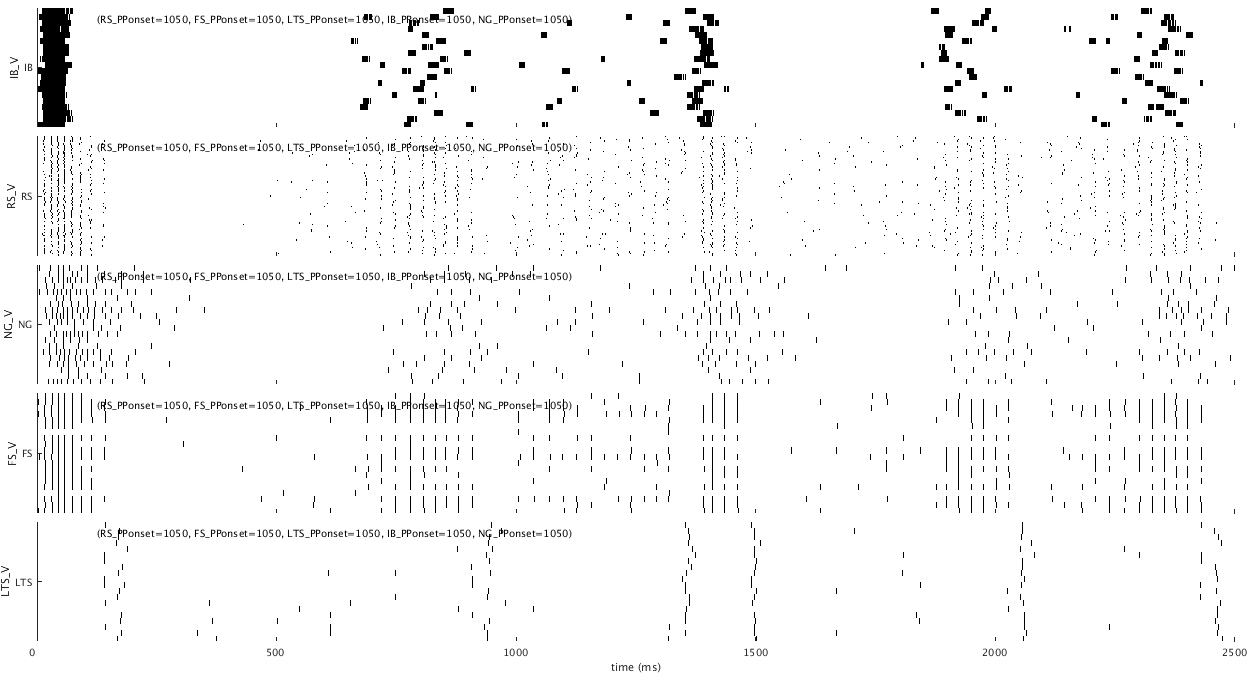 (RS_PPonset=1050, FS_PPonset=1050, LTS_PPonset=1050, IB_PPonset=1050, NG_PPonset=1050)
IB_V
IB
(RS_PPonset=1050, FS_PPonset=1050, LTS_PPonset=1050, IB_PPonset=1050, NG_PPonset=1050)
RS_V
RS
(RS_PPonset=1050, FS_PPonset=1050, LTS_PPonset=1050, IB_PPonset=1050, NG_PPonset=1050)
NG_V
NG
(RS_PPonset=1050, FS_PPonset=1050, LTS_PPonset=1050, IB_PPonset=1050, NG_PPonset=1050)
FS_V
FS
(RS_PPonset=1050, FS_PPonset=1050, LTS_PPonset=1050, IB_PPonset=1050, NG_PPonset=1050)
LTS_V
LTS
0 500 1000 1500 2000 2500
time (ms)